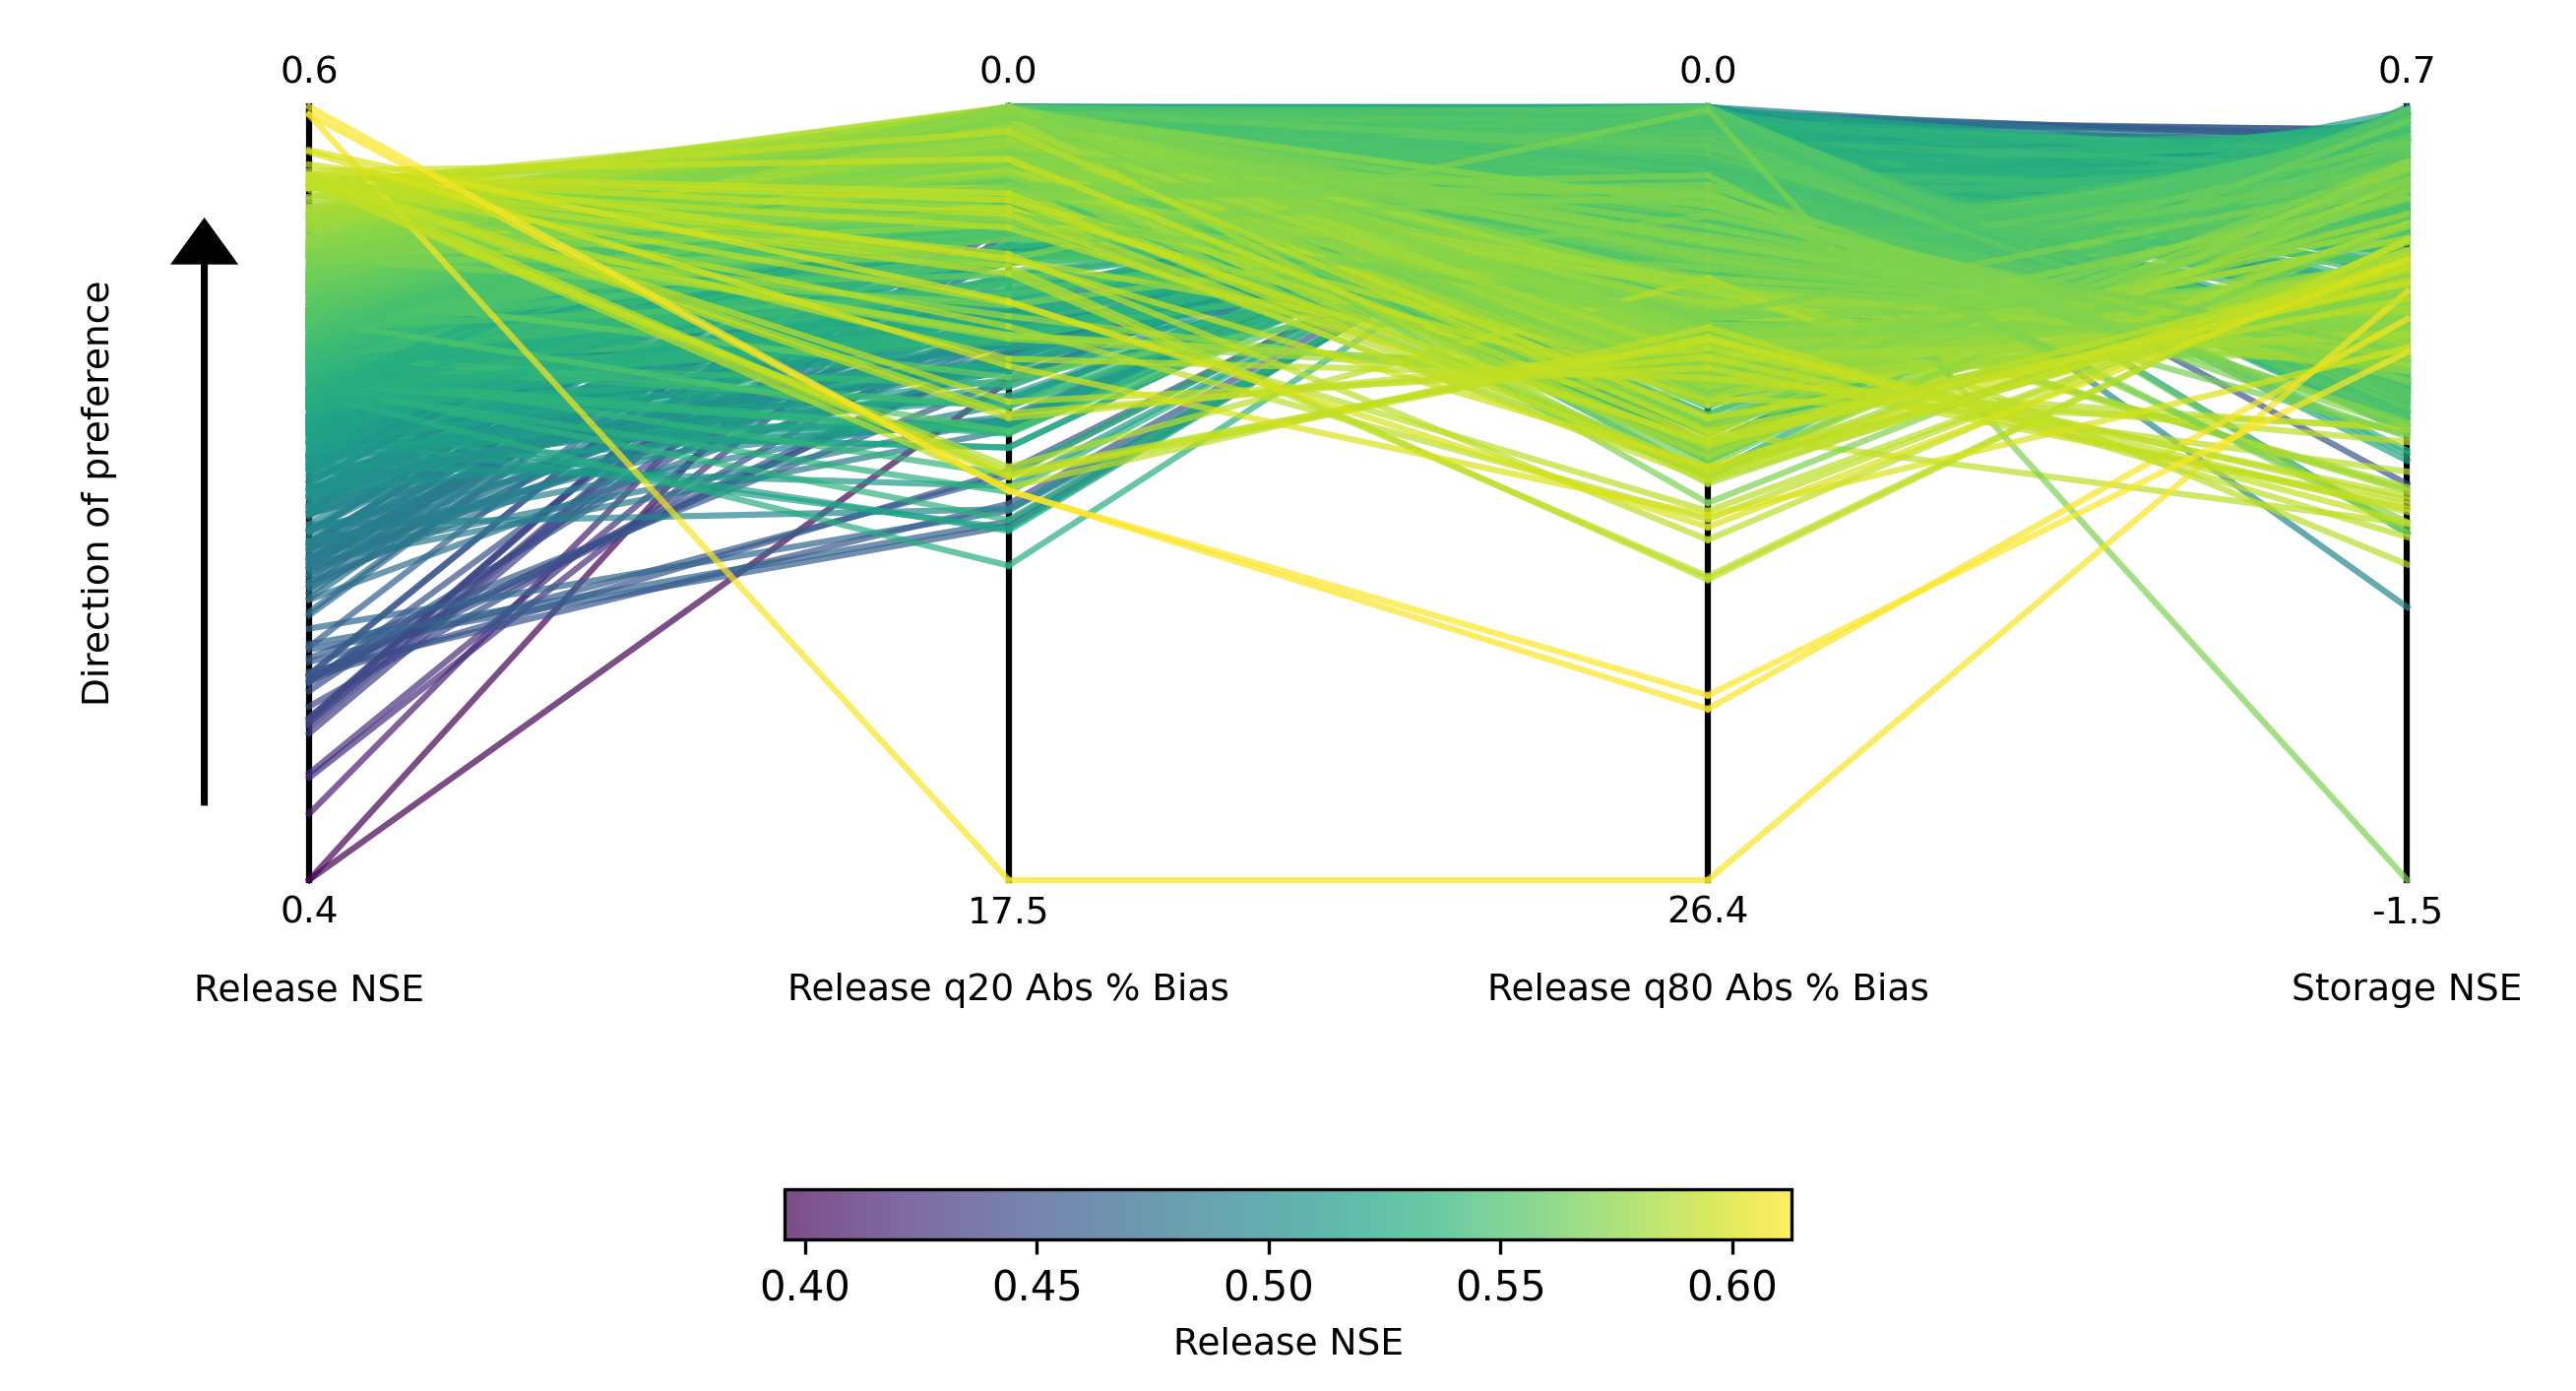 0.6 0.0 0.0 0.7
Direction of preference
0.4 17.5 26.4 -1.5
Release NSE Release q20 Abs % Bias Release q80 Abs % Bias Storage NSE
0.40 0.45 0.50 0.55 0.60
Release NSE